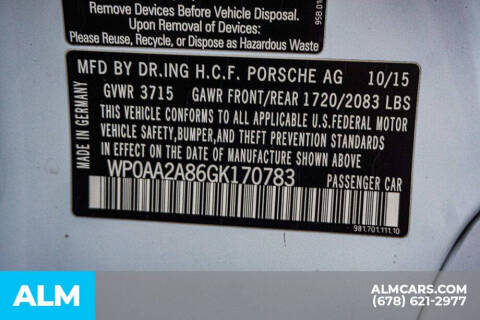 Remove Devices Before Vehicle Disposal.
Upon Removal of Devices:
Please Reuse, Recycle, or Dispose as Hazardous Waste
958.01
MFD BY DR.ING H.C.F. PORSCHE AG 10/15
GVWR 3715 GAWR FRONT/REAR 1720/2083 LBS
THIS VEHICLE CONFORMS TO ALL APPLICABLE U.S.FEDERAL MOTOR
VEHICLE SAFETY,BUMPER,AND THEFT PREVENTION STANDARDS
IN EFFECT ON THE DATE OF MANUFACTURE SHOWN ABOVE.
MADE IN GERMANY
WP0AA2A86GK170783 PASSENGER CAR
981.701.111.10
ALM
ALMCARS.COM
(678) 621-2977